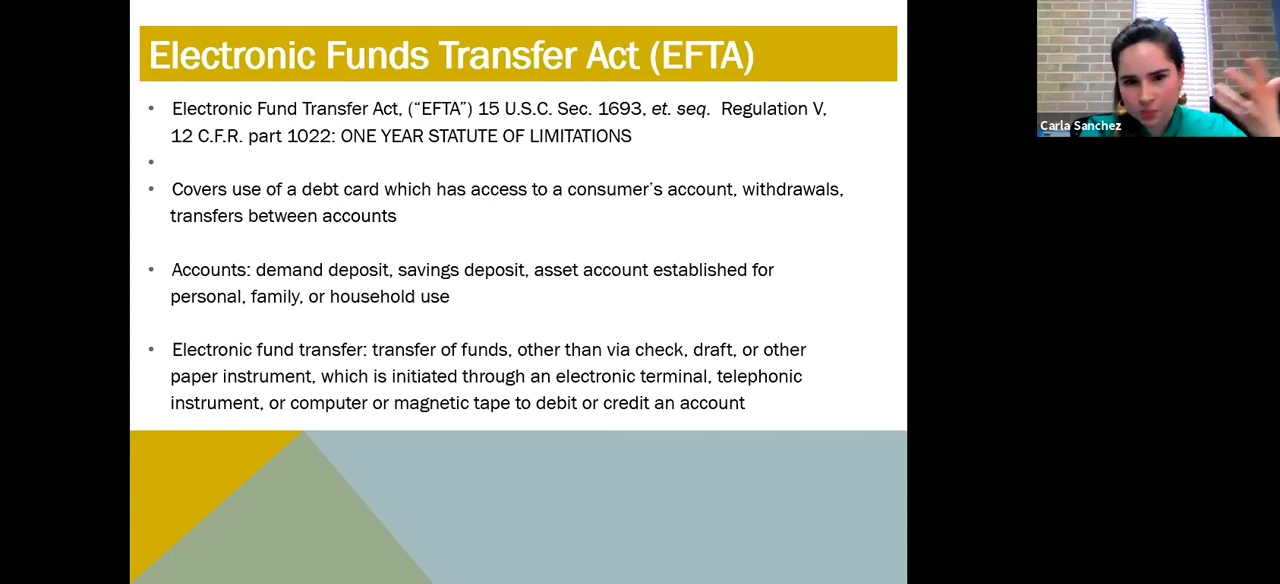 Electronic Funds Transfer Act (EFTA)
• Electronic Fund Transfer Act, (“EFTA”) 15 U.S.C. Sec. 1693, et. seq. Regulation V,
12 C.F.R. part 1022: ONE YEAR STATUTE OF LIMITATIONS
•
• Covers use of a debt card which has access to a consumer’s account, withdrawals,
transfers between accounts
• Accounts: demand deposit, savings deposit, asset account established for
personal, family, or household use
• Electronic fund transfer: transfer of funds, other than via check, draft, or other
paper instrument, which is initiated through an electronic terminal, telephonic
instrument, or computer or magnetic tape to debit or credit an account
Carla Sanchez